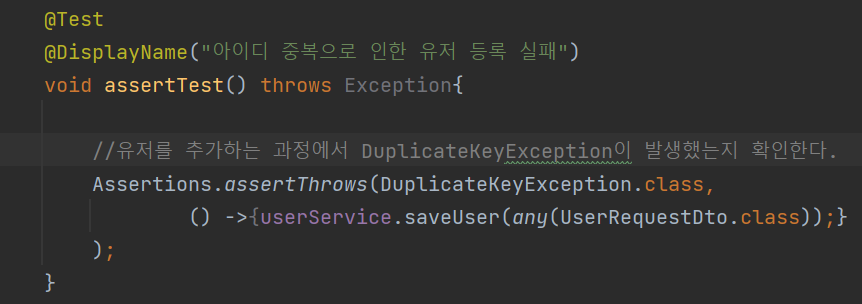 @Test
@DisplayName("아이디 중복으로 인한 유저 등록 실패")
void assertTest() throws Exception{
//유저를 추가하는 과정에서 DuplicateKeyException이 발생했는지 확인한다.
Assertions.assertThrows(DuplicateKeyException.class,
() ->{userService.saveUser(any(UserRequestDto.class));}
);
}